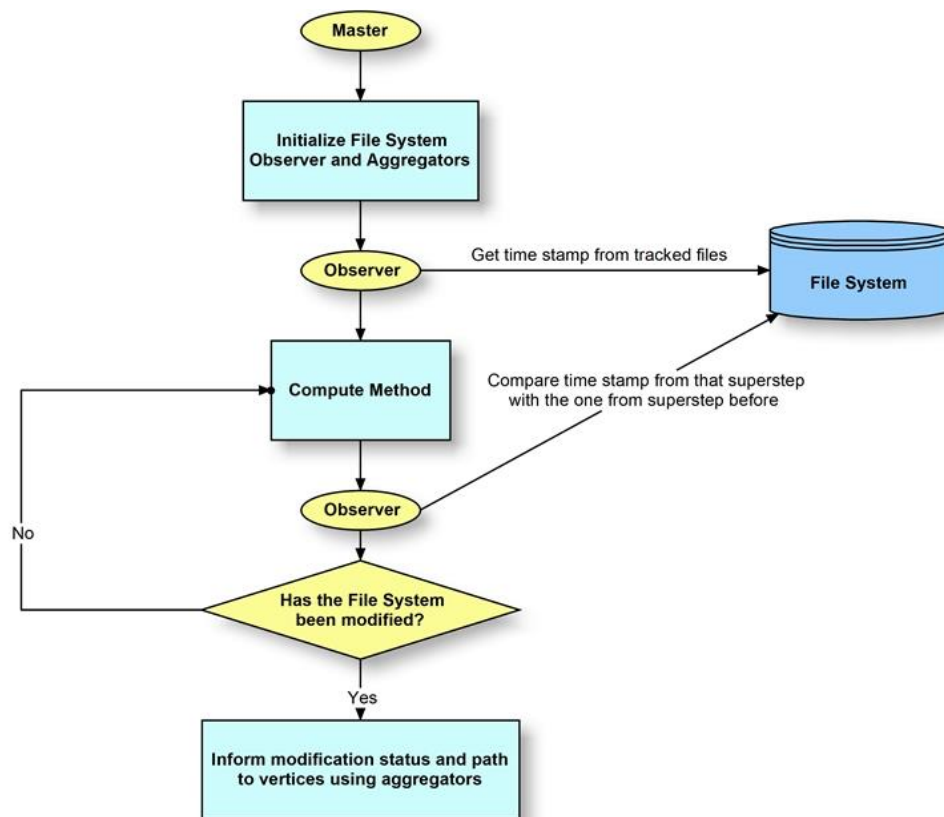 Master
Initialize File System
Observer and Aggregators
Observer
Get time stamp from tracked files
File System
Compute Method
Compare time stamp from that superstep
with the one from superstep before
Observer
No
Has the File System
been modified?
Yes
Inform modification status and path
to vertices using aggregators